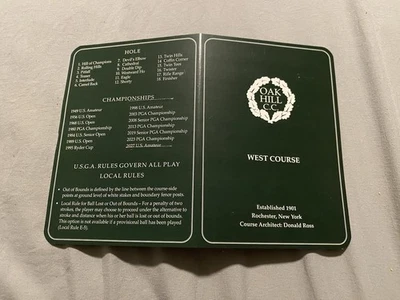 HOLE
1. Hill of Champions
2. Rolling Hills
3. Pitfall
4. Teaser
5. Interlude
6. Camel Back
7. Devil's Elbow
8. Cathedral
9. Double Dip
10. Westward Ho
11. Eagle
12. Shorty
13. Twin Hills
14. Coffin Corner
15. Twin Toes
16. Twister
17. Rifle Range
18. Finisher
CHAMPIONSHIPS
1949 U.S. Amateur
1956 U.S. Open
1968 U.S. Open
1980 PGA Championship
1984 U.S. Senior Open
1989 U.S. Open
1995 Ryder Cup
1998 U.S. Amateur
2003 PGA Championship
2008 Senior PGA Championship
2013 PGA Championship
2019 Senior PGA Championship
2023 PGA Championship
2027 U.S. Amateur
U.S.G.A. RULES GOVERN ALL PLAY
LOCAL RULES
• Out of Bounds is defined by the line between the course-side
points at ground level of white stakes and boundary fence posts.
• Local Rule for Ball Lost or Out of Bounds – For a penalty of two
strokes, the player may choose to proceed under the alternative to
stroke and distance when his or her ball is lost or out of bounds.
This option is not available if a provisional ball has been played
(Local Rule E-5).
OAK
HILL
C.C.
WEST COURSE
Established 1901
Rochester, New York
Course Architect: Donald Ross